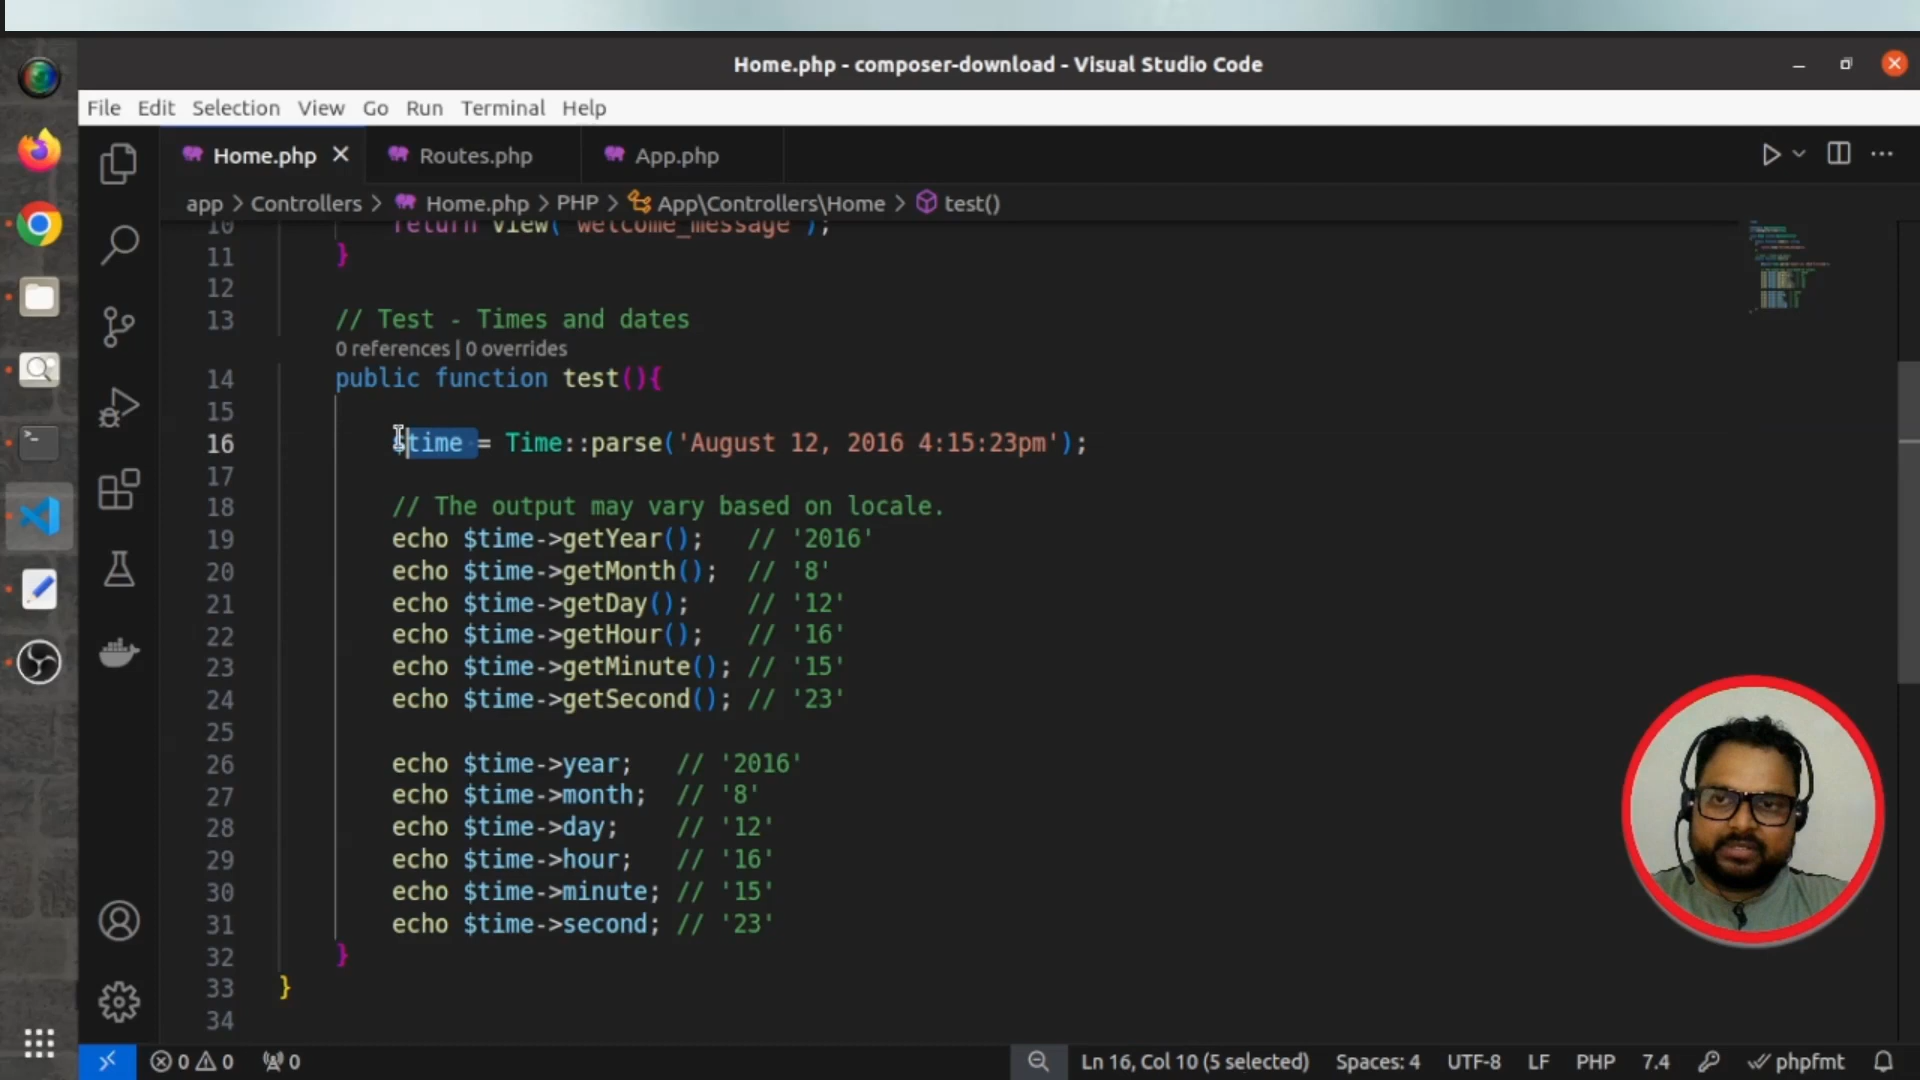 Home.php - composer-download - Visual Studio Code
File Edit Selection View Go Run Terminal Help
Home.php Routes.php App.php
app > Controllers > Home.php > PHP > App\Controllers\Home > test()
10 return view('welcome_message');
11 }
12
13 // Test - Times and dates
0 references | 0 overrides
14 public function test(){
15
16 $time = Time::parse('August 12, 2016 4:15:23pm');
17
18 // The output may vary based on locale.
19 echo $time->getYear(); // '2016'
20 echo $time->getMonth(); // '8'
21 echo $time->getDay(); // '12'
22 echo $time->getHour(); // '16'
23 echo $time->getMinute(); // '15'
24 echo $time->getSecond(); // '23'
25
26 echo $time->year; // '2016'
27 echo $time->month; // '8'
28 echo $time->day; // '12'
29 echo $time->hour; // '16'
30 echo $time->minute; // '15'
31 echo $time->second; // '23'
32 }
33 }
34
0 0 0 Ln 16, Col 10 (5 selected) Spaces: 4 UTF-8 LF PHP 7.4 phpfmt